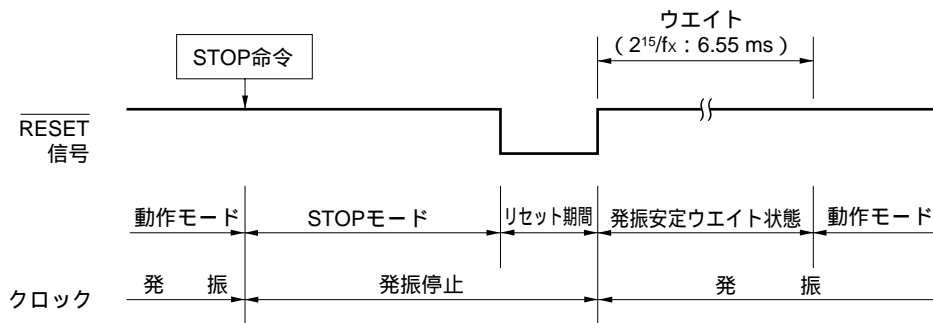 ウエイト
（2¹⁵/fx：6.55 ms）
STOP命令
RESET
信号
動作モード STOPモード リセット期間 発振安定ウエイト状態 動作モード
クロック 発 振 発振停止 発 振